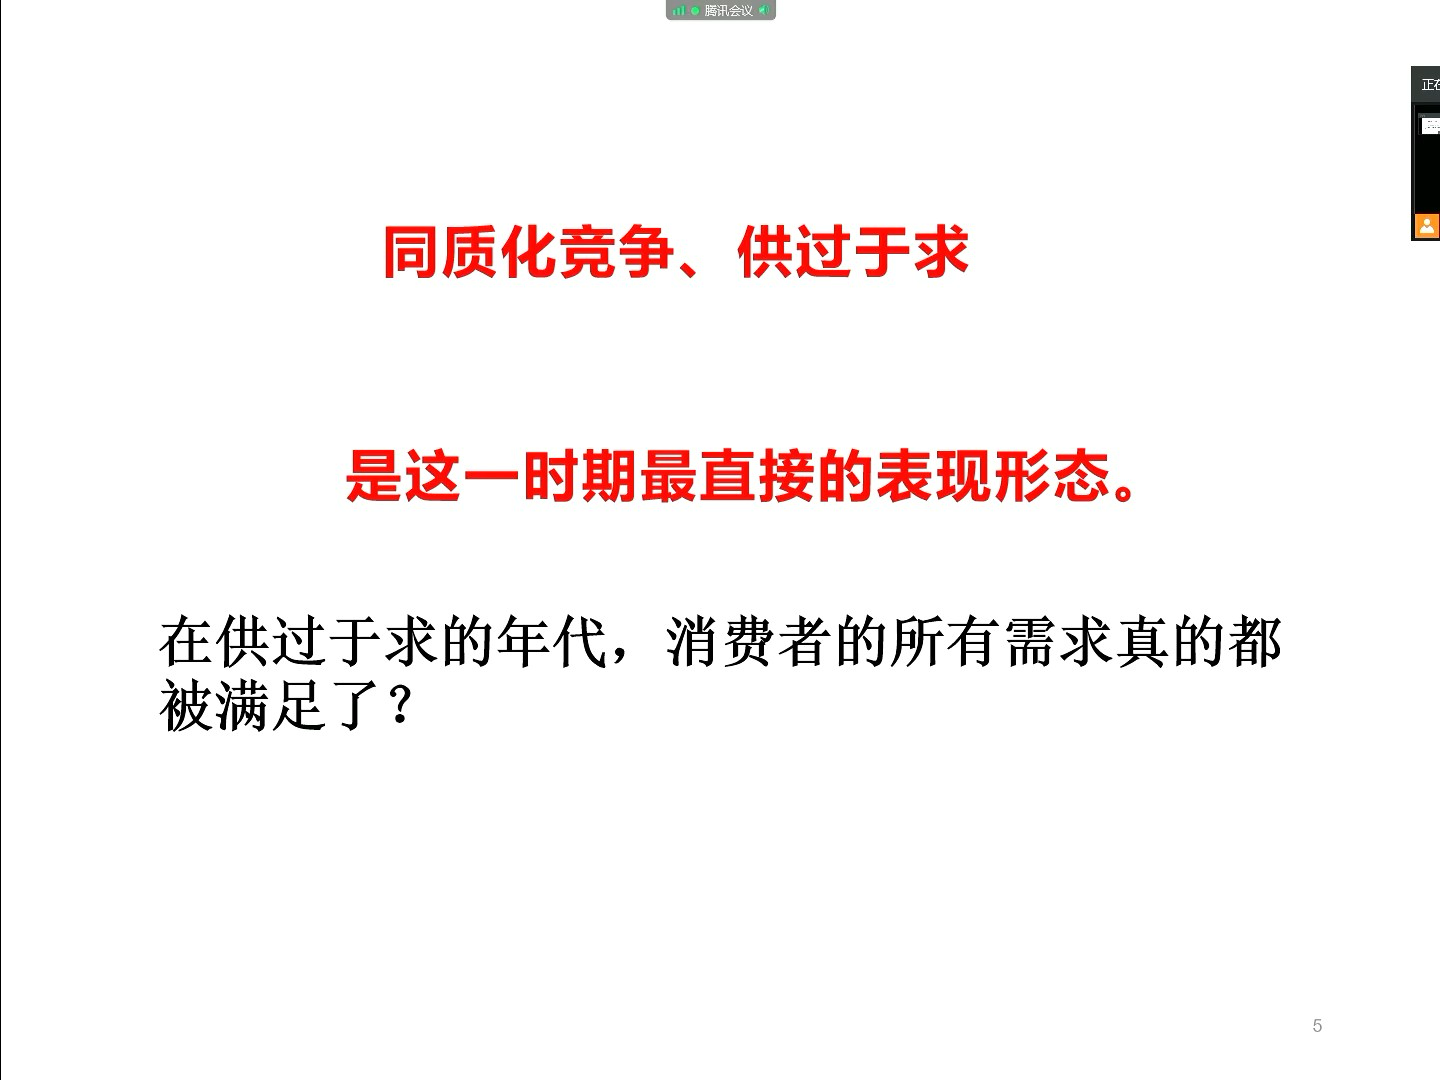 腾讯会议
正在
同质化竞争、供过于求
是这一时期最直接的表现形态。
在供过于求的年代，消费者的所有需求真的都
被满足了？
5